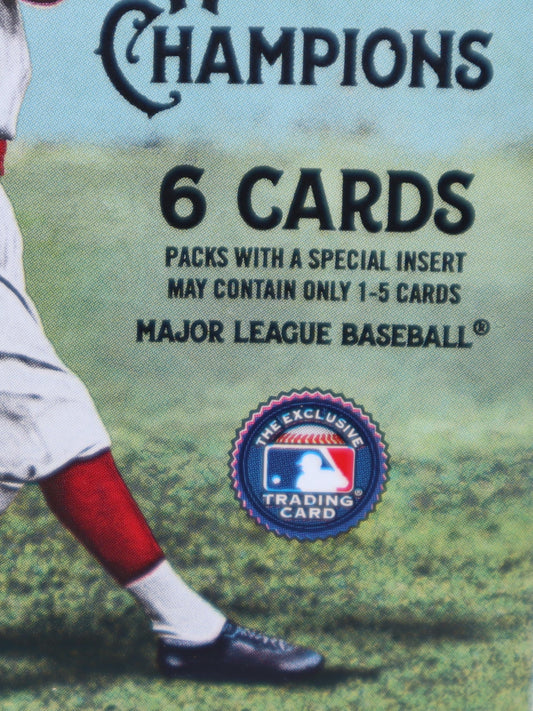 CHAMPIONS
6 CARDS
PACKS WITH A SPECIAL INSERT
MAY CONTAIN ONLY 1-5 CARDS
MAJOR LEAGUE BASEBALL®
THE EXCLUSIVE
TRADING®
CARD